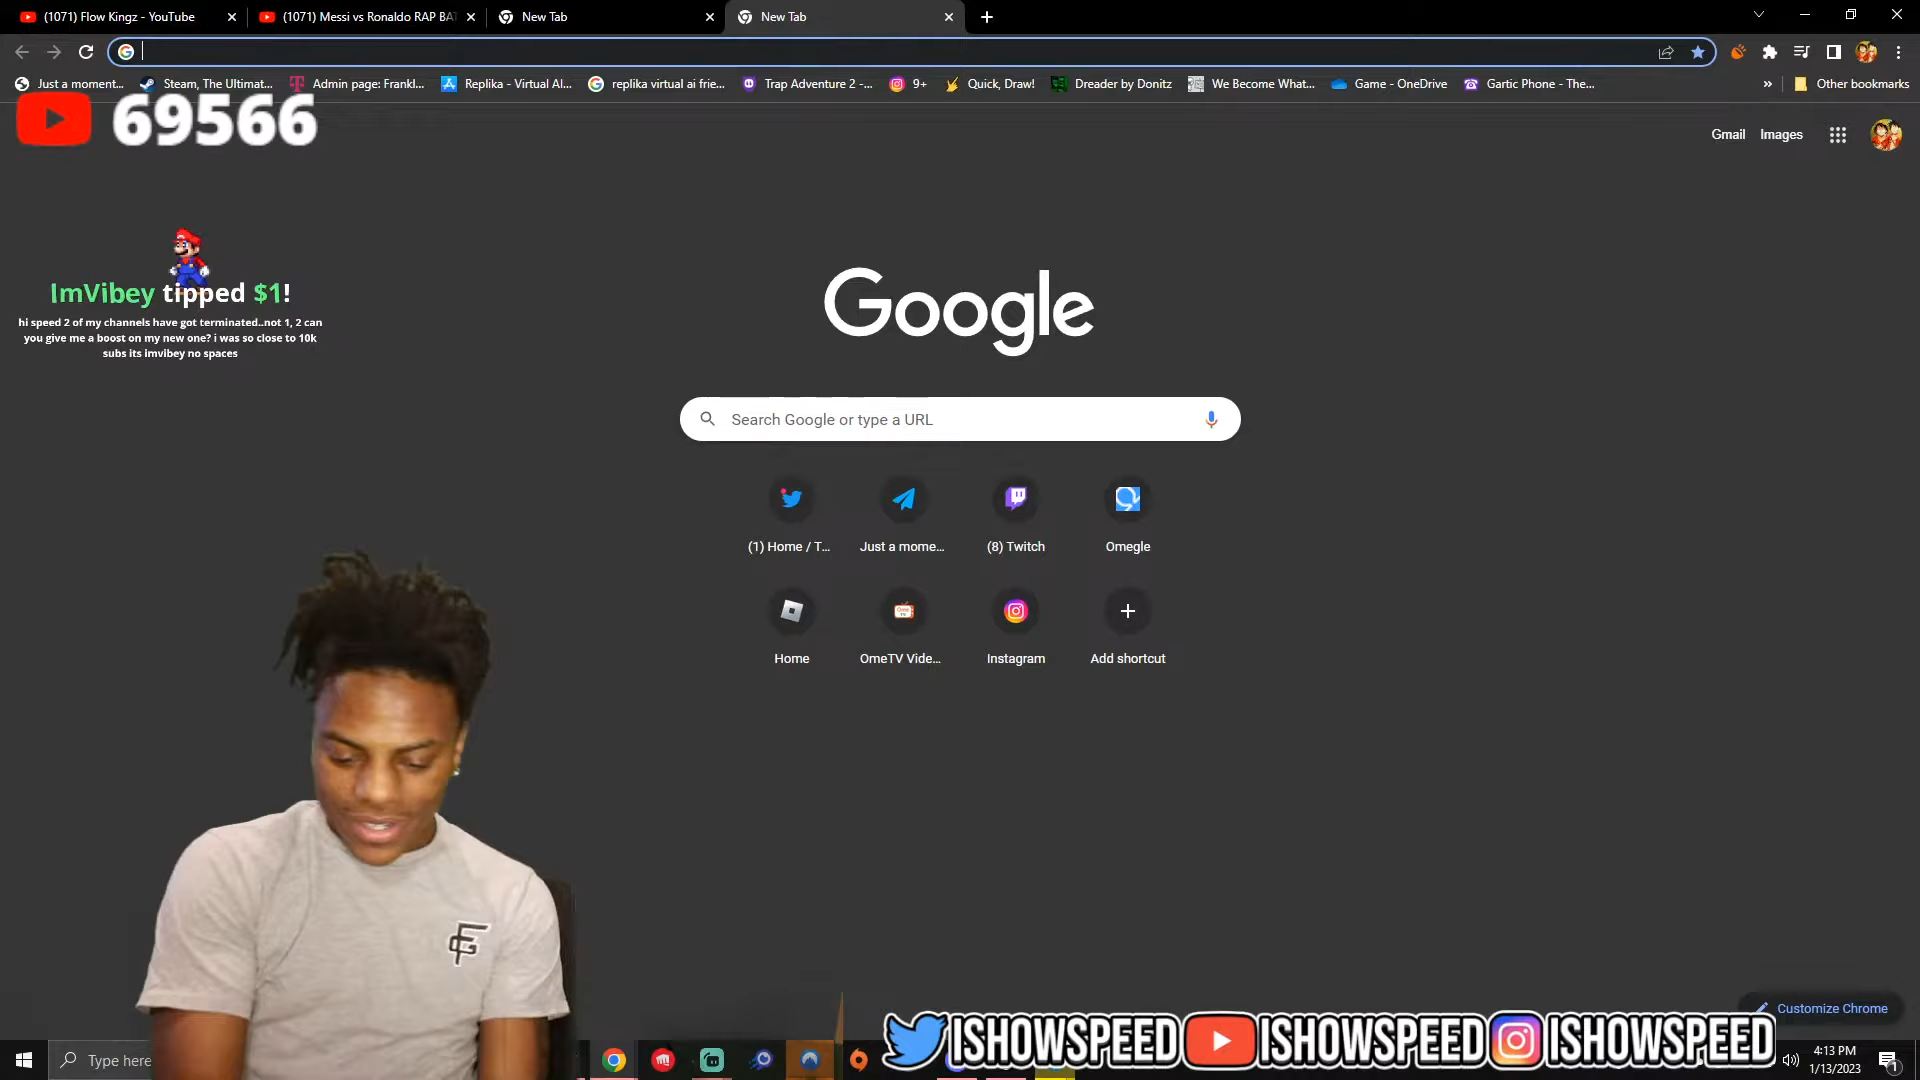 (1071) Flow Kingz - YouTube
(1071) Messi vs Ronaldo RAP BAT
New Tab
New Tab
Just a moment...
Steam, The Ultimat...
Admin page: Frankl...
Replika - Virtual AI...
replika virtual ai frie...
Trap Adventure 2 -...
9+
Quick, Draw!
Dreader by Donitz
We Become What...
Game - OneDrive
Gartic Phone - The...
»
Other bookmarks
69566
Gmail
Images
ImVibey tipped $1!
hi speed 2 of my channels have got terminated..not 1, 2 can
you give me a boost on my new one? i was so close to 10k
subs its imvibey no spaces
Google
Search Google or type a URL
(1) Home / T...
Just a mome...
(8) Twitch
Omegle
Home
OmeTV Vide...
Instagram
Add shortcut
FG
Customize Chrome
Type here
ISHOWSPEED
ISHOWSPEED
ISHOWSPEED
4:13 PM
1/13/2023
1